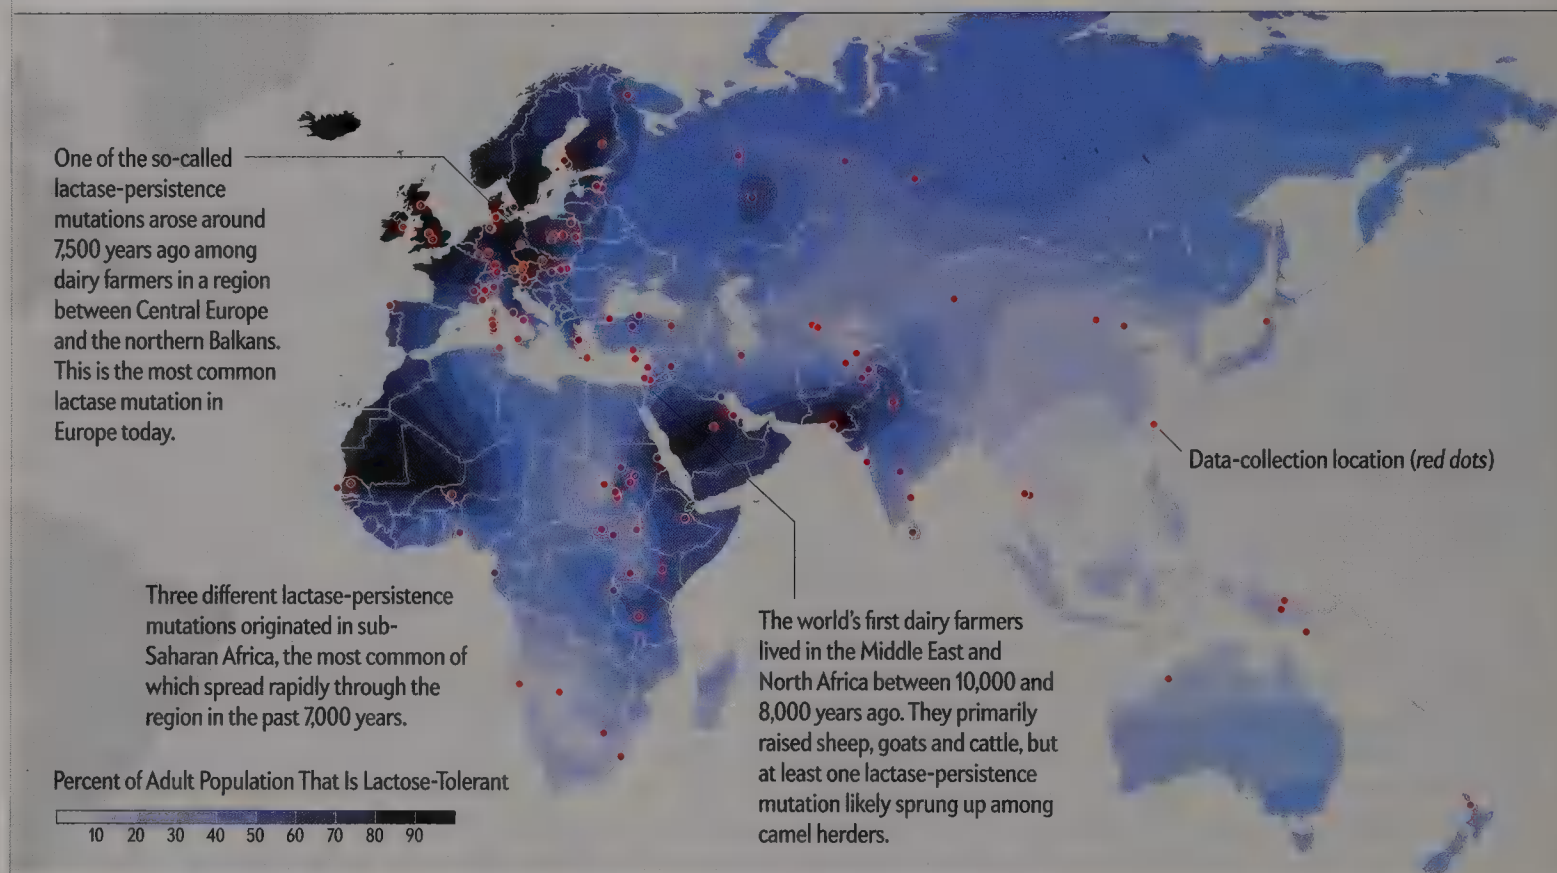 One of the so-called
lactase-persistence
mutations arose around
7,500 years ago among
dairy farmers in a region
between Central Europe
and the northern Balkans.
This is the most common
lactase mutation in
Europe today.
Data-collection location (red dots)
Three different lactase-persistence
mutations originated in sub-
Saharan Africa, the most common of
which spread rapidly through the
region in the past 7,000 years.
The world's first dairy farmers
lived in the Middle East and
North Africa between 10,000 and
8,000 years ago. They primarily
raised sheep, goats and cattle, but
at least one lactase-persistence
mutation likely sprung up among
camel herders.
Percent of Adult Population That Is Lactose-Tolerant
10 20 30 40 50 60 70 80 90